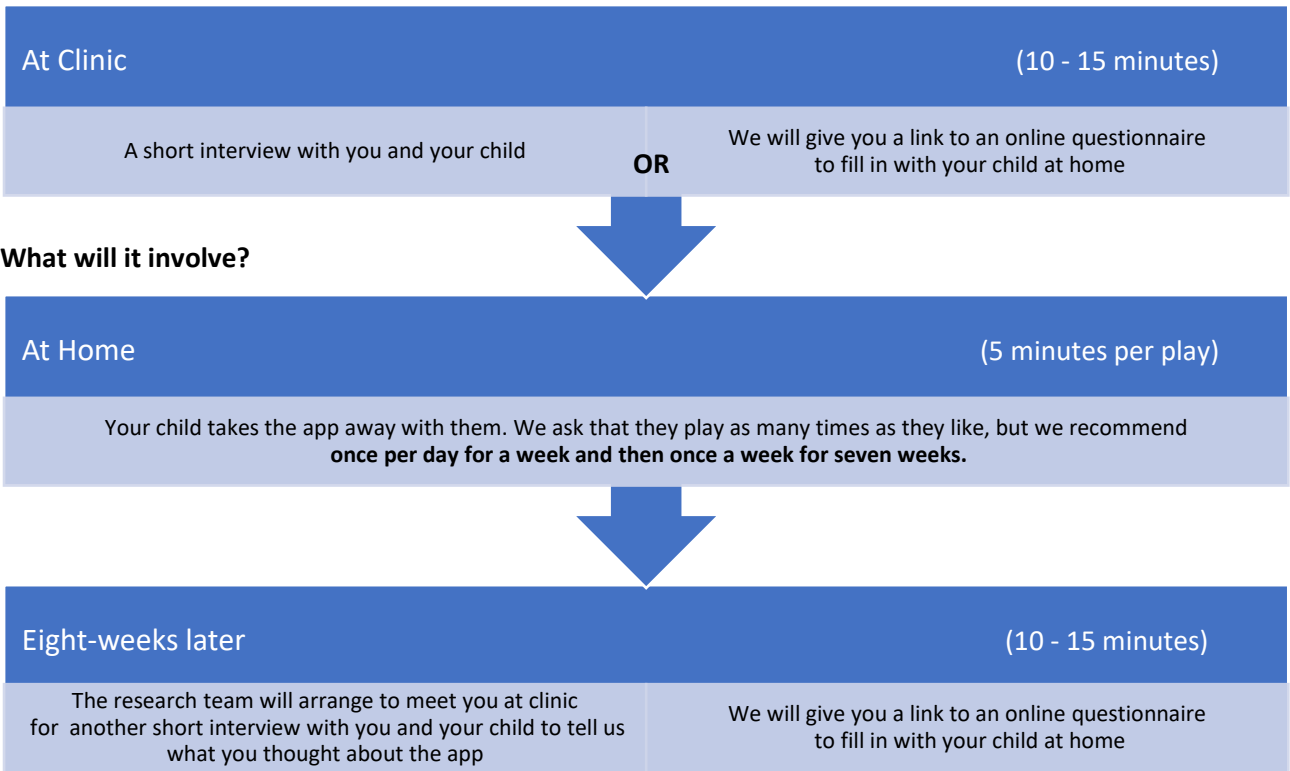 At Clinic (10 - 15 minutes)
A short interview with you and your child
OR
We will give you a link to an online questionnaire
to fill in with your child at home
What will it involve?
At Home (5 minutes per play)
Your child takes the app away with them. We ask that they play as many times as they like, but we recommend
once per day for a week and then once a week for seven weeks.
Eight-weeks later (10 - 15 minutes)
The research team will arrange to meet you at clinic
for another short interview with you and your child to tell us
what you thought about the app
We will give you a link to an online questionnaire
to fill in with your child at home